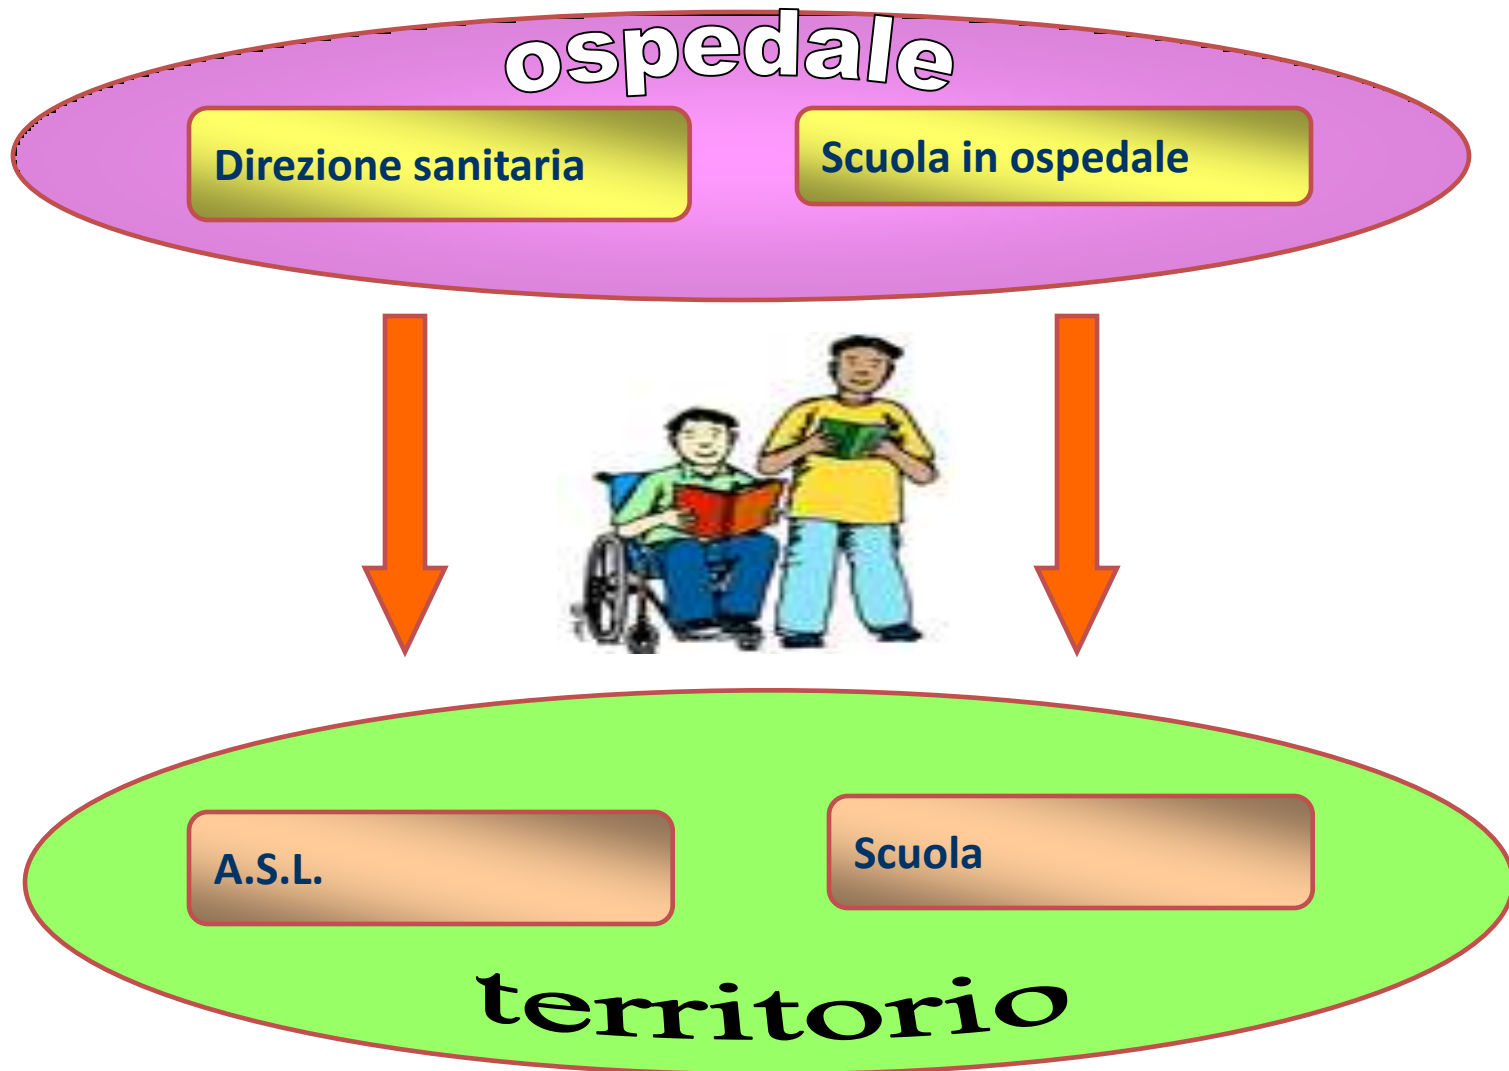 ospedale
Direzione sanitaria
Scuola in ospedale
A.S.L.
Scuola
territorio